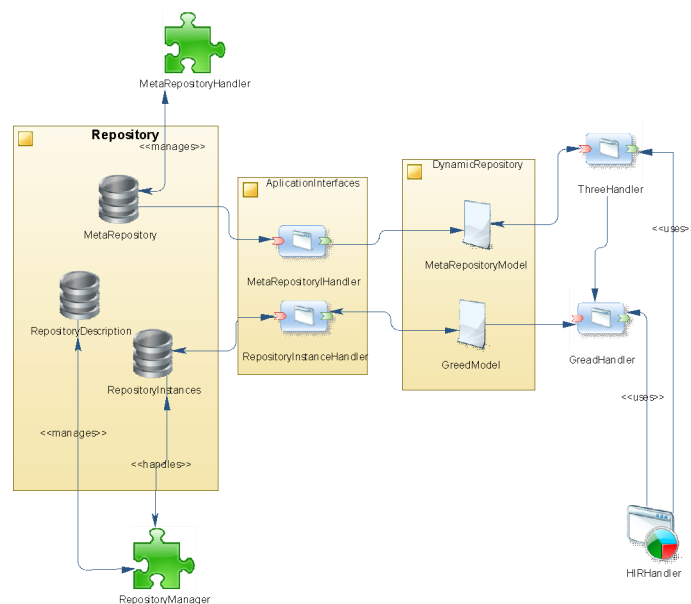 MetaRepositoryHandler
Repository
<<manages>>
MetaRepository
RepositoryDescription
RepositoryInstances
<<manages>>
<<handles>>
RepositoryManager
AplicationInterfaces
MetaRepositoryIHandler
RepositoryInstanceHandler
DynamicRepository
MetaRepositoryModel
GreedModel
ThreeHandler
<<uses>
GreadHandler
<<uses>>
HIRHandler